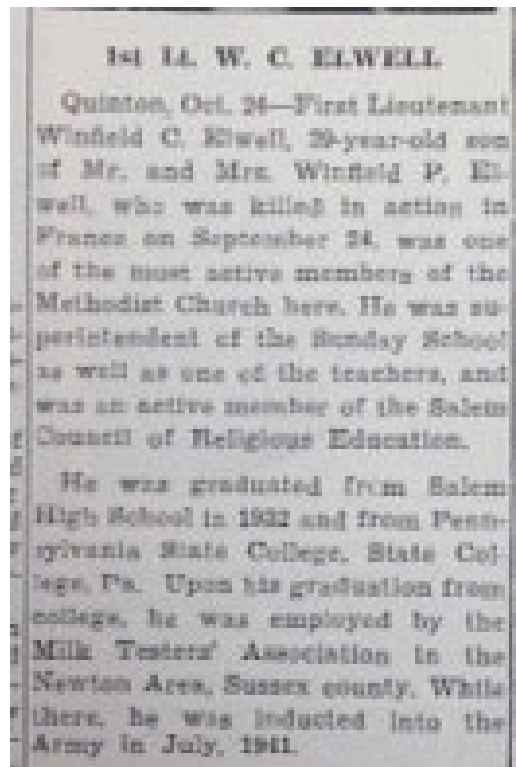 1st Lt. W. C. ELWELL
Quinton, Oct. 24—First Lieutenant
Winfield C. Elwell, 29-year-old son
of Mr. and Mrs. Winfield P. El-
well, who was killed in action in
France on September 24, was one
of the most active members of the
Methodist Church here. He was su-
perintendent of the Sunday School
as well as one of the teachers, and
was an active member of the Salem
Council of Religious Education.
He was graduated from Salem
High School in 1932 and from Penn-
sylvania State College, State Col-
lege, Pa. Upon his graduation from
college, he was employed by the
Milk Testers' Association in the
Newton Area, Sussex county. While
there, he was inducted into the
Army in July, 1941.